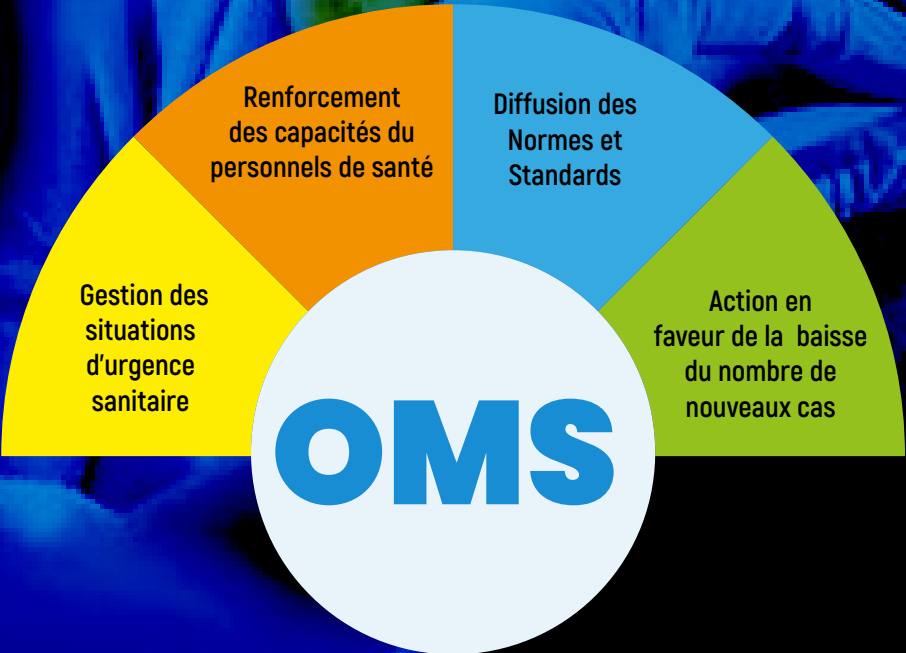 Renforcement
des capacités du
personnels de santé
Diffusion des
Normes et
Standards
Gestion des
situations
d'urgence
sanitaire
Action en
faveur de la baisse
du nombre de
nouveaux cas
OMS